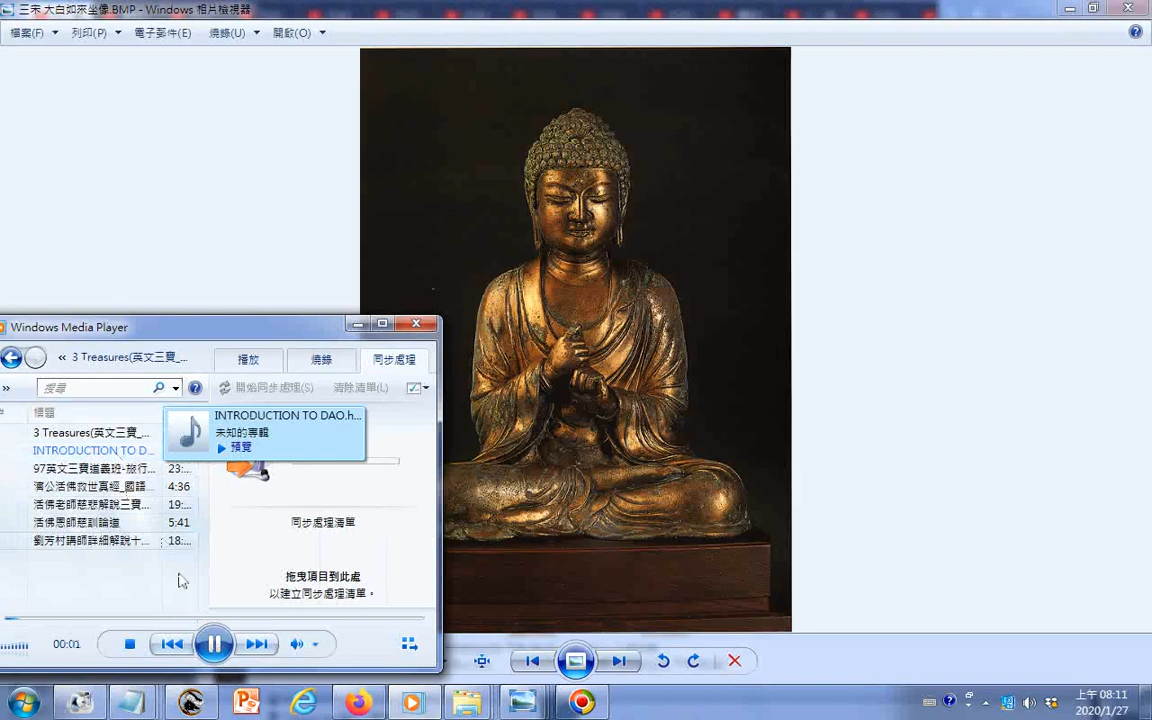 三宋 大白如來坐像.BMP - Windows 相片檢視器
檔案(F) 列印(P) 電子郵件(E) 燒錄(U) 開啟(O)
Windows Media Player
« 3 Treasures(英文三寶_...
播放 燒錄 同步處理
» 搜尋 開始同步處理(S) 清除清單(L)
標題
INTRODUCTION TO DAO.h...
未知的專輯
預覽
3 Treasures(英文三寶_...
INTRODUCTION TO D...
97英文三寶道義班-旅行... 23:...
濟公活佛救世真經_國語... 4:36
活佛老師慈悲解說三寶... 19:...
活佛恩師慈訓論道 5:41
劉芳村講師詳細解說十... 18:...
同步處理清單
拖曳項目到此處
以建立同步處理清單。
00:01
上午 08:11
2020/1/27